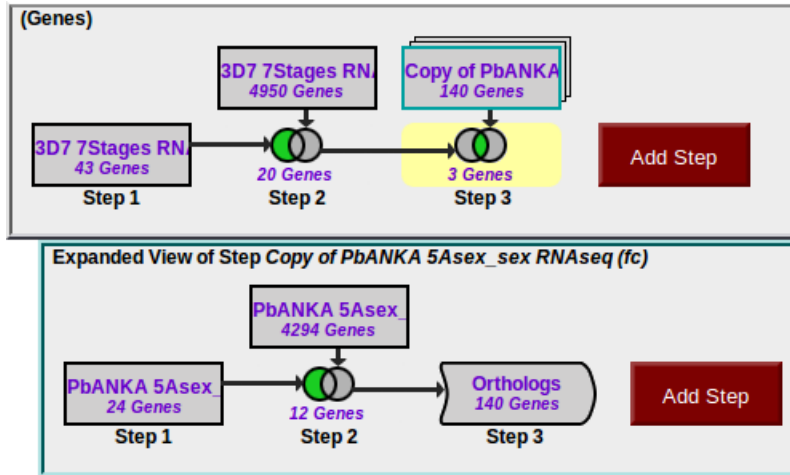 (Genes)
3D7 7Stages RNA
4950 Genes
Copy of PbANKA
140 Genes
3D7 7Stages RNA
43 Genes
Step 1
20 Genes
Step 2
3 Genes
Step 3
Add Step
Expanded View of Step Copy of PbANKA 5Asex_sex RNAseq (fc)
PbANKA 5Asex_
4294 Genes
PbANKA 5Asex_
24 Genes
Step 1
12 Genes
Step 2
Orthologs
140 Genes
Step 3
Add Step